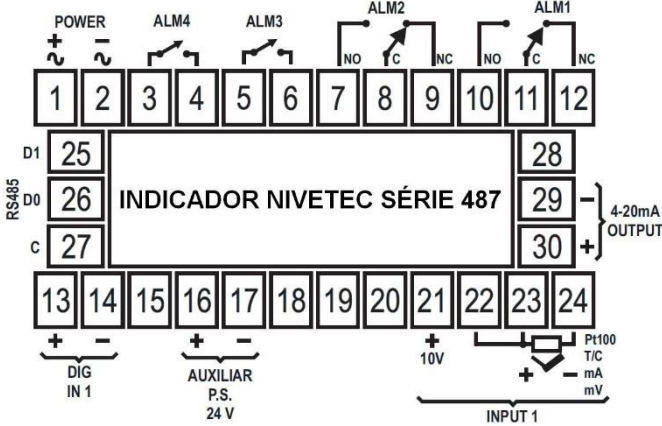 POWER ALM4 ALM3 ALM2 ALM1
+ − NO C NC NO C NC
1 2 3 4 5 6 7 8 9 10 11 12
D1 25 28
RS485 D0 26 INDICADOR NIVETEC SÉRIE 487 29 − 4-20mA
OUTPUT
C 27 30 +
13 14 15 16 17 18 19 20 21 22 23 24
+ − + − + Pt100
10V T/C
DIG AUXILIAR + − mA
IN 1 P.S. mV
24 V INPUT 1